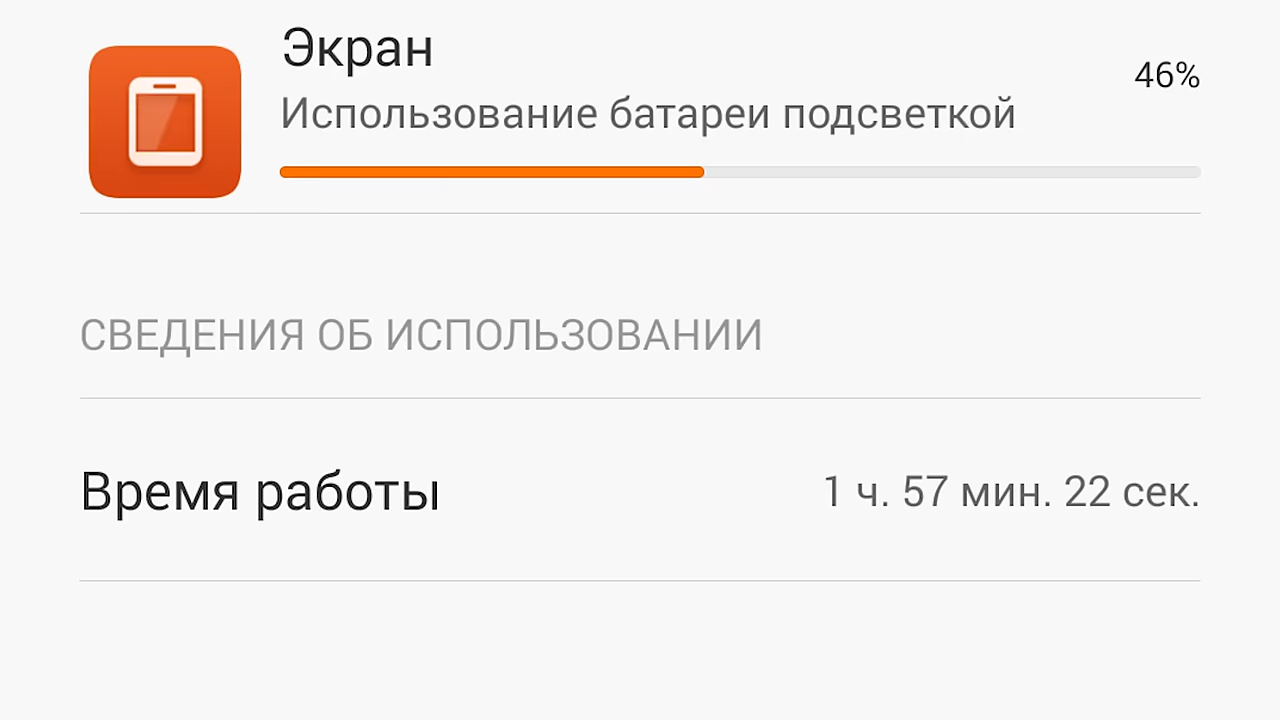 Экран
46%
Использование батареи подсветкой
СВЕДЕНИЯ ОБ ИСПОЛЬЗОВАНИИ
Время работы 1 ч. 57 мин. 22 сек.